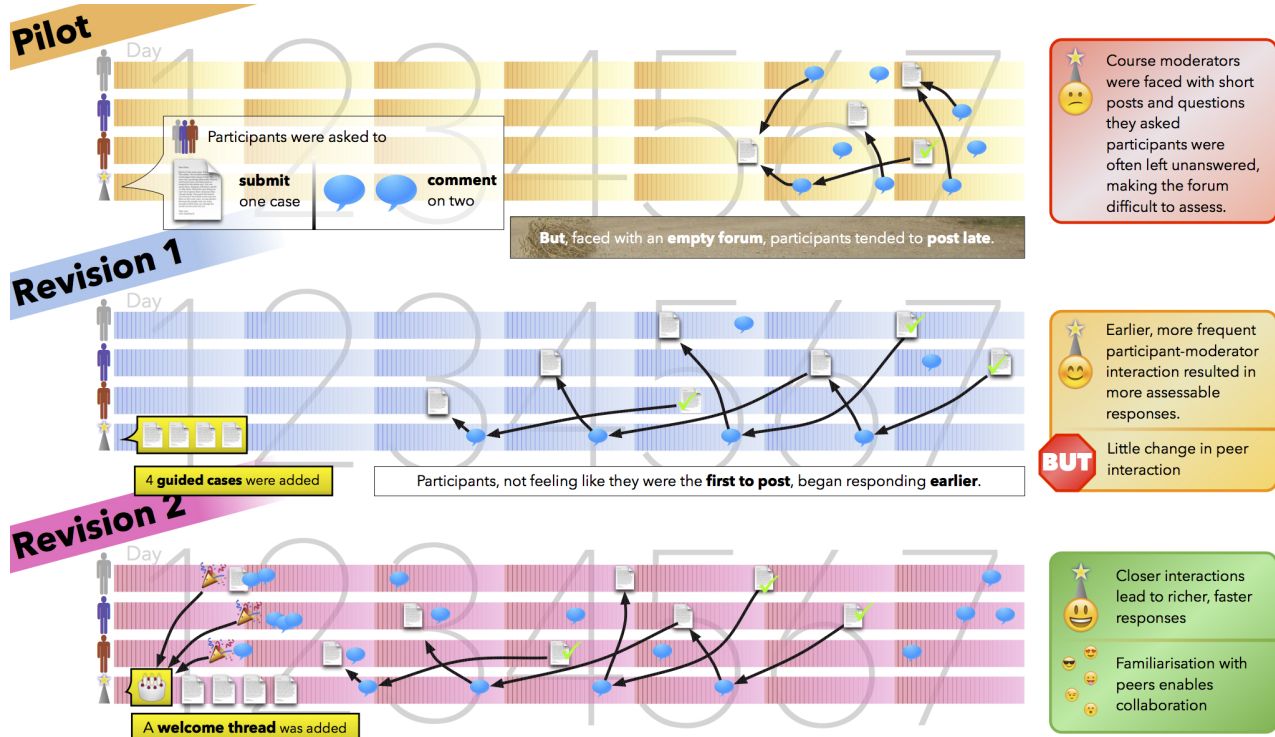 Pilot
Day
1 2 3 4 5 6 7
Participants were asked to
submit
one case
comment
on two
But, faced with an empty forum, participants tended to post late.
Course moderators
were faced with short
posts and questions
they asked
participants were
often left unanswered,
making the forum
difficult to assess.
Revision 1
Day
1 2 3 4 5 6 7
4 guided cases were added
Participants, not feeling like they were the first to post, began responding earlier.
Earlier, more frequent
participant-moderator
interaction resulted in
more assessable
responses.
BUT
Little change in peer
interaction
Revision 2
Day
1 2 3 4 5 6 7
A welcome thread was added
Closer interactions
lead to richer, faster
responses
Familiarisation with
peers enables
collaboration